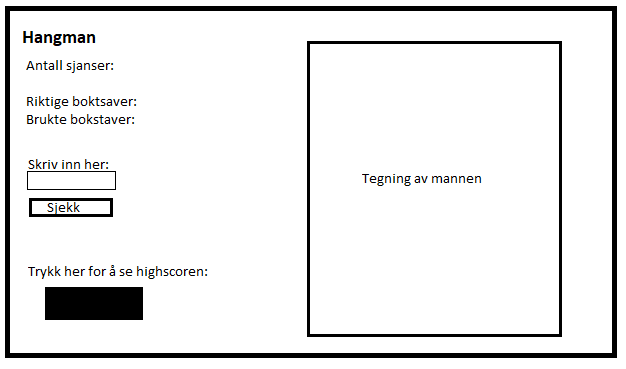 Hangman
Antall sjanser:
Riktige boktsaver:
Brukte bokstaver:
Skriv inn her:
Sjekk
Tegning av mannen
Trykk her for å se highscoren: